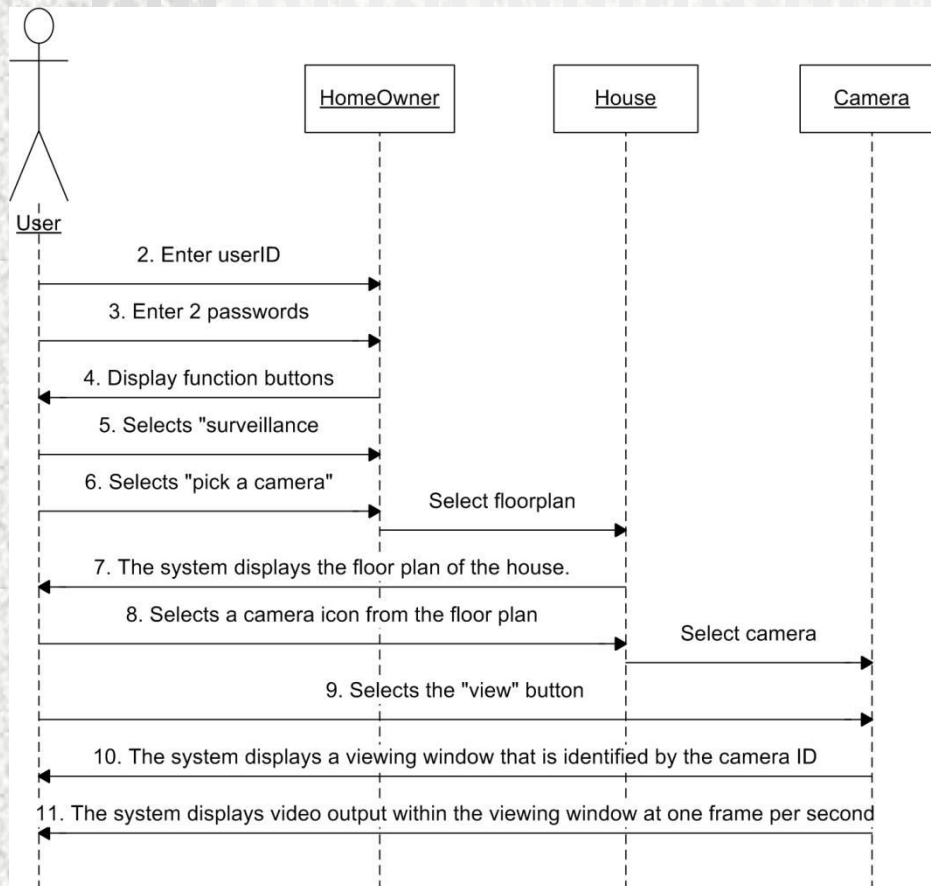 HomeOwner
House
Camera
User
2. Enter userID
3. Enter 2 passwords
4. Display function buttons
5. Selects "surveillance
6. Selects "pick a camera"
Select floorplan
7. The system displays the floor plan of the house.
8. Selects a camera icon from the floor plan
Select camera
9. Selects the "view" button
10. The system displays a viewing window that is identified by the camera ID
11. The system displays video output within the viewing window at one frame per second